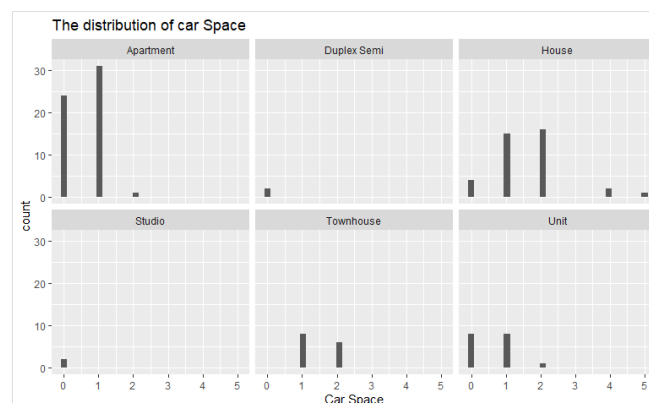 The distribution of car Space
Apartment Duplex Semi House
30
20
10
0
count
Studio Townhouse Unit
30
20
10
0
0 1 2 3 4 5 0 1 2 3 4 5 0 1 2 3 4 5
Car Space